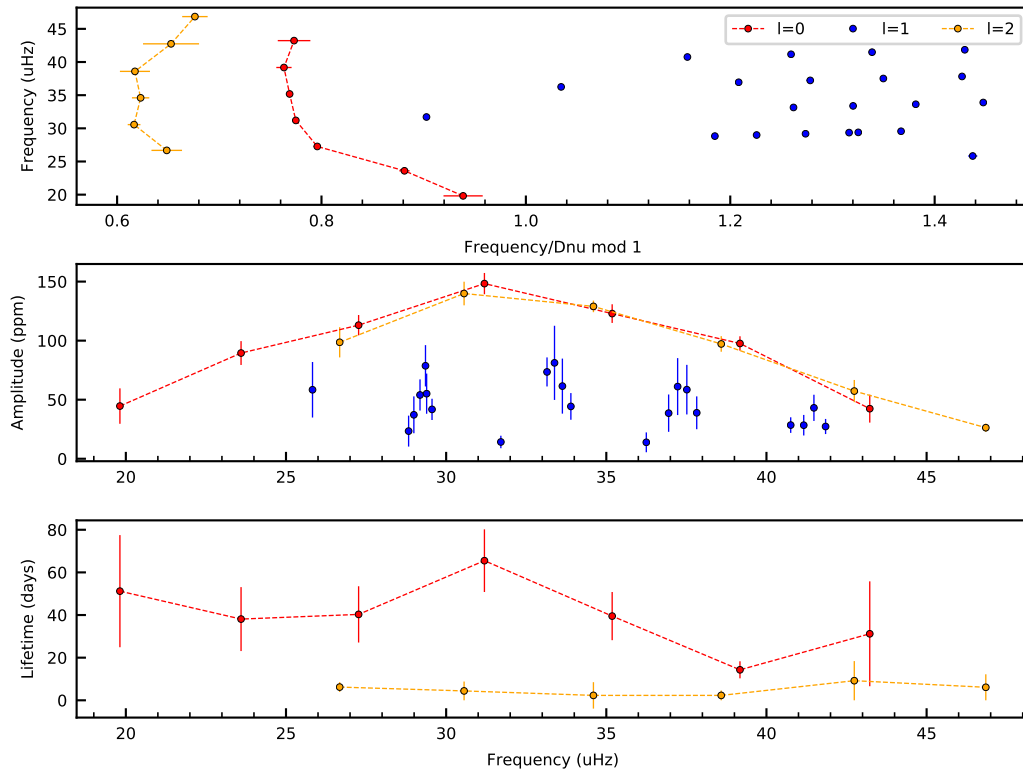 l=0 l=1 l=2
Frequency (uHz)
45
40
35
30
25
20
0.6 0.8 1.0 1.2 1.4
Frequency/Dnu mod 1
Amplitude (ppm)
150
100
50
0
20 25 30 35 40 45
Lifetime (days)
80
60
40
20
0
20 25 30 35 40 45
Frequency (uHz)